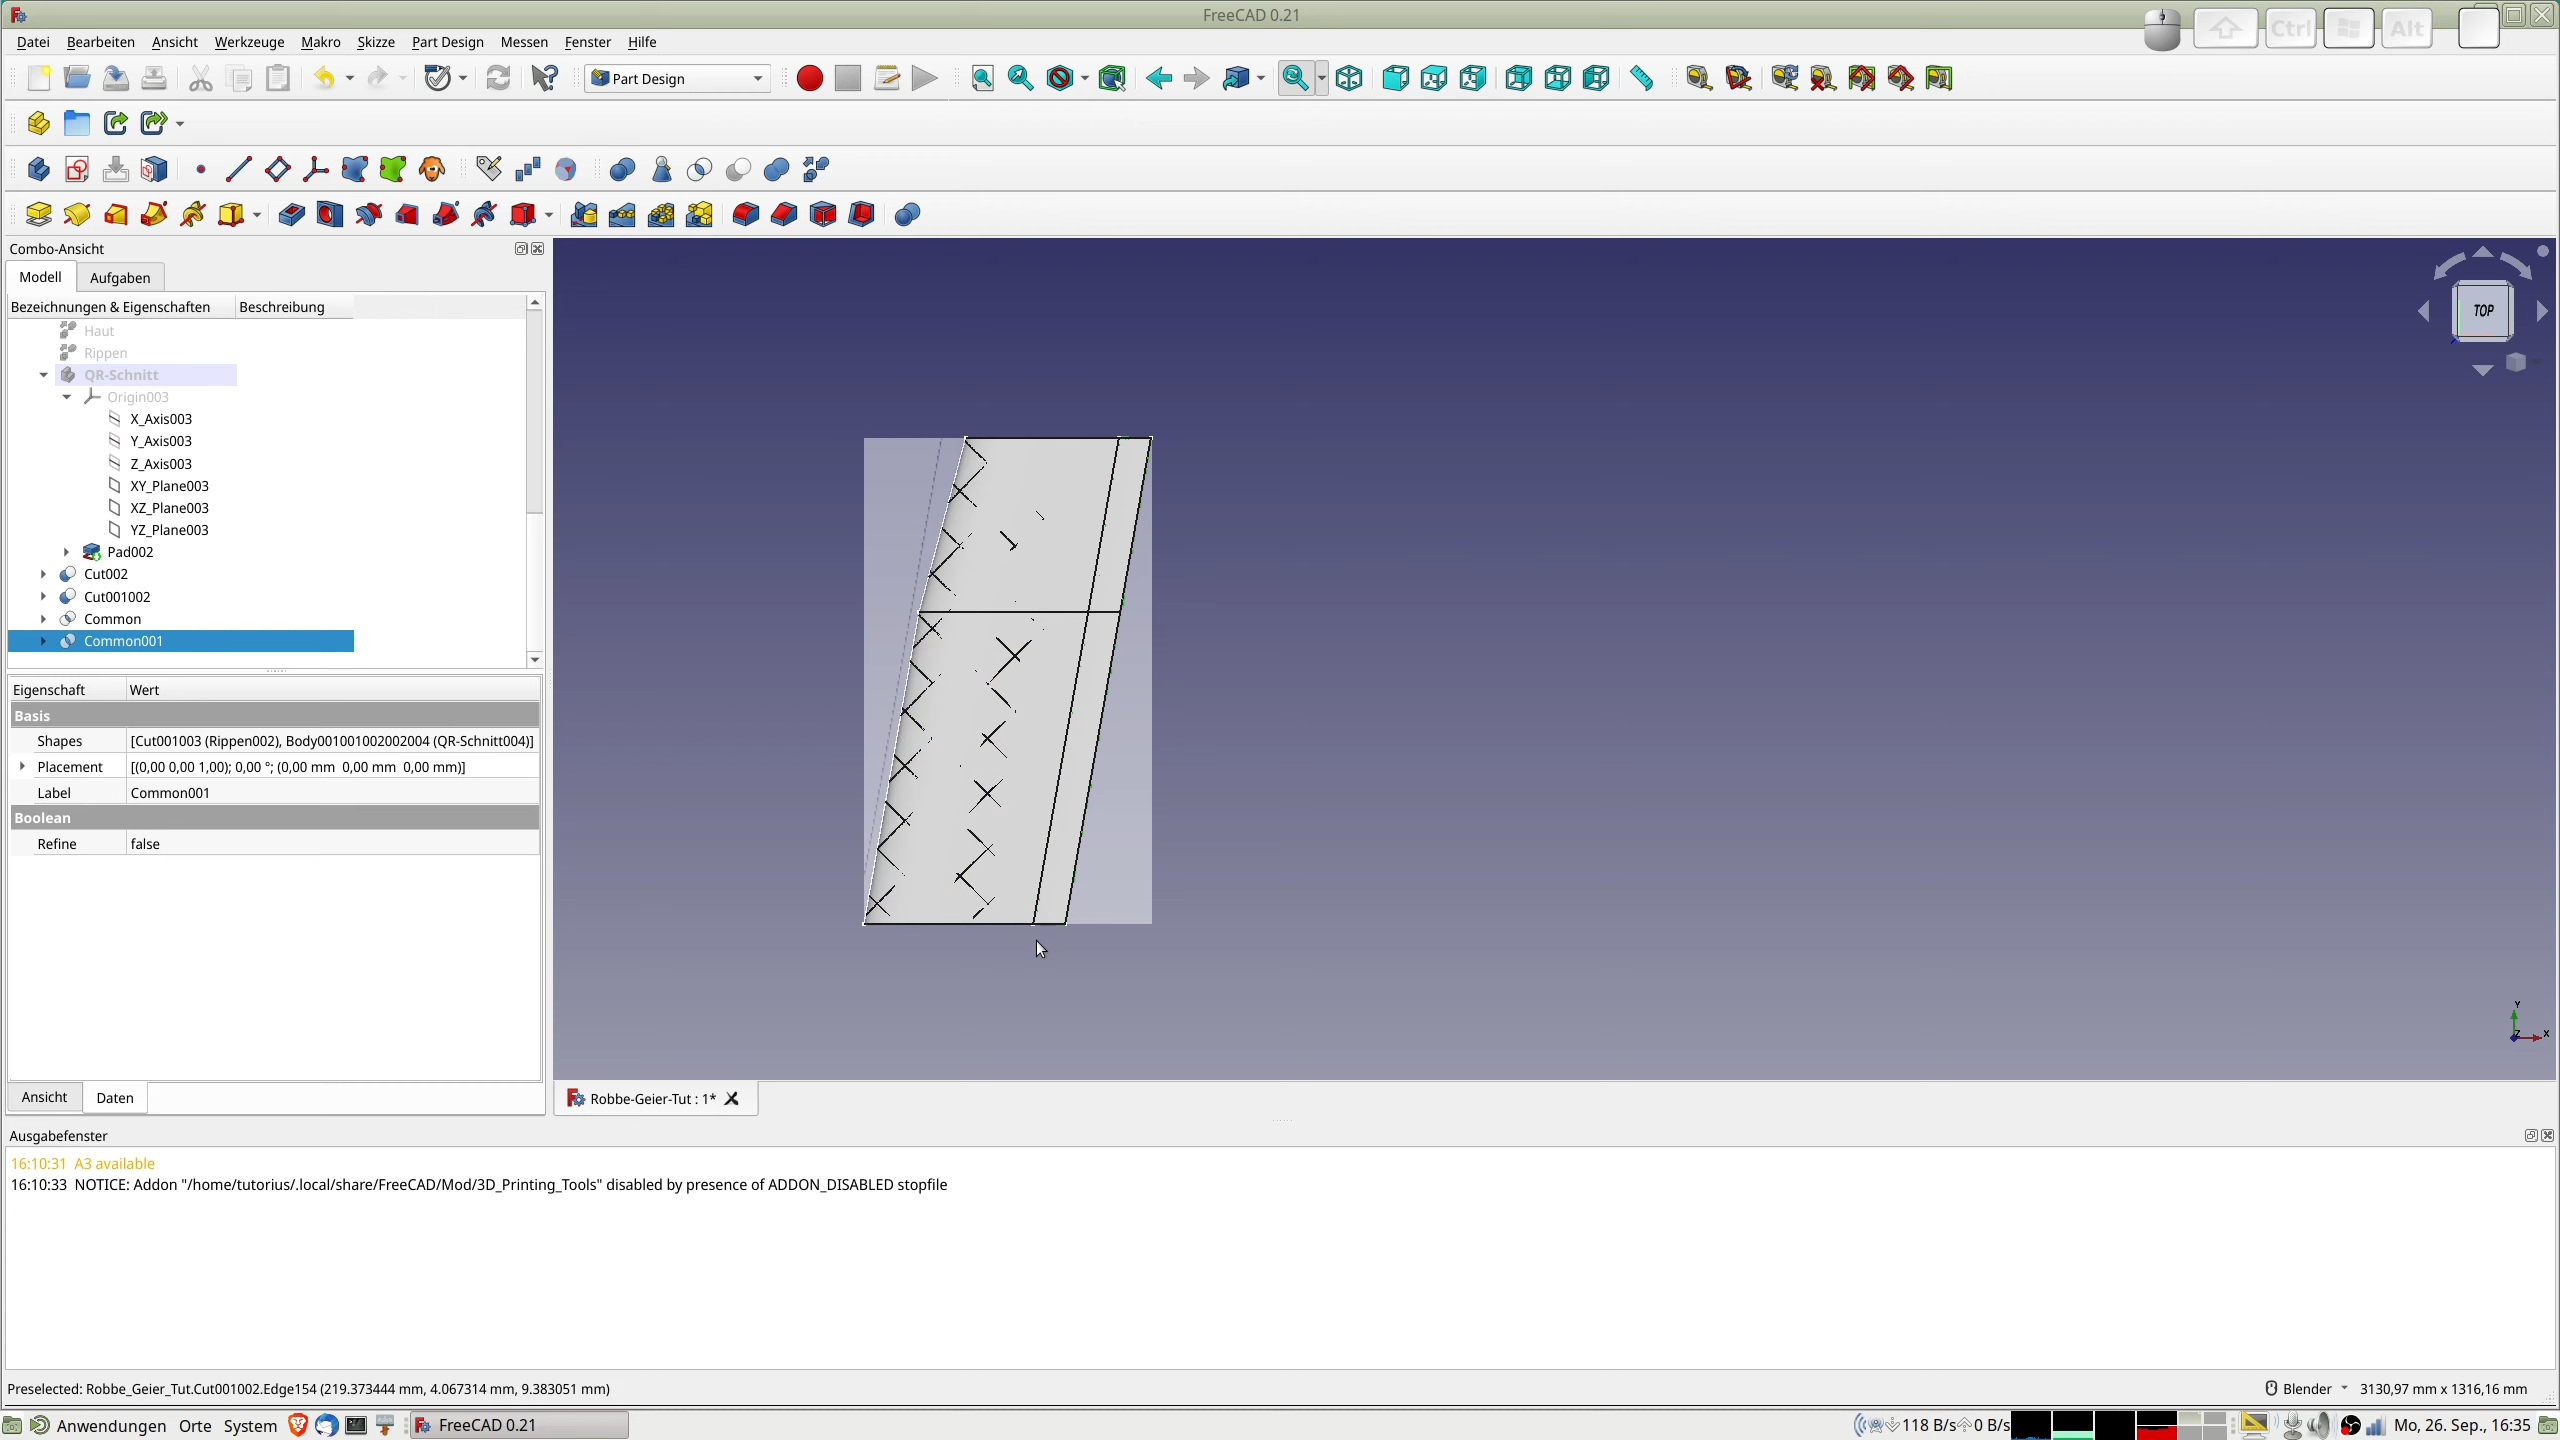 FreeCAD 0.21
Ctrl
Alt
Datei Bearbeiten Ansicht Werkzeuge Makro Skizze Part Design Messen Fenster Hilfe
Part Design
Combo-Ansicht
Modell Aufgaben
Bezeichnungen & Eigenschaften Beschreibung
Haut
Rippen
QR-Schnitt
Origin003
X_Axis003
Y_Axis003
Z_Axis003
XY_Plane003
XZ_Plane003
YZ_Plane003
Pad002
Cut002
Cut001002
Common
Common001
Eigenschaft Wert
Basis
Shapes [Cut001003 (Rippen002), Body001001002002004 (QR-Schnitt004)]
Placement [(0,00 0,00 1,00); 0,00 °; (0,00 mm 0,00 mm 0,00 mm)]
Label Common001
Boolean
Refine false
Ansicht Daten
TOP
Y
Z
X
Robbe-Geier-Tut : 1*
Ausgabefenster
16:10:31 A3 available
16:10:33 NOTICE: Addon "/home/tutorius/.local/share/FreeCAD/Mod/3D_Printing_Tools" disabled by presence of ADDON_DISABLED stopfile
Preselected: Robbe_Geier_Tut.Cut001002.Edge154 (219.373444 mm, 4.067314 mm, 9.383051 mm)
Blender 3130,97 mm x 1316,16 mm
Anwendungen Orte System FreeCAD 0.21 118 B/s 0 B/s Mo, 26. Sep., 16:35